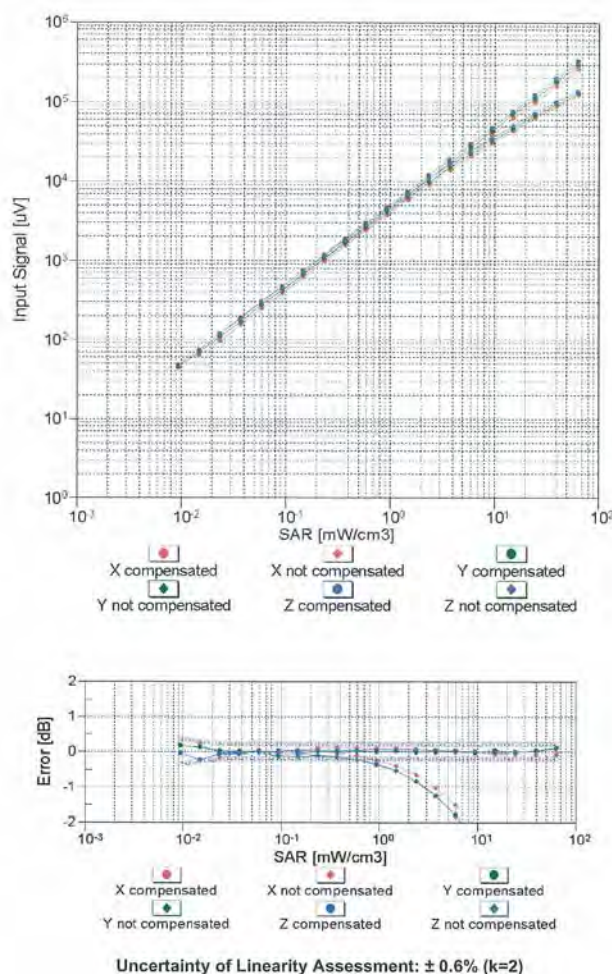 10⁶
10⁵
10⁴
10³
10²
10¹
10⁰
Input Signal [uV]
10⁻³ 10⁻² 10⁻¹ 10⁰ 10¹ 10²
SAR [mW/cm3]
X compensated X not compensated Y compensated
Y not compensated Z compensated Z not compensated
2
1
0
-1
-2
Error [dB]
10⁻³ 10⁻² 10⁻¹ 10⁰ 10¹ 10²
SAR [mW/cm3]
X compensated X not compensated Y compensated
Y not compensated Z compensated Z not compensated
Uncertainty of Linearity Assessment: ± 0.6% (k=2)